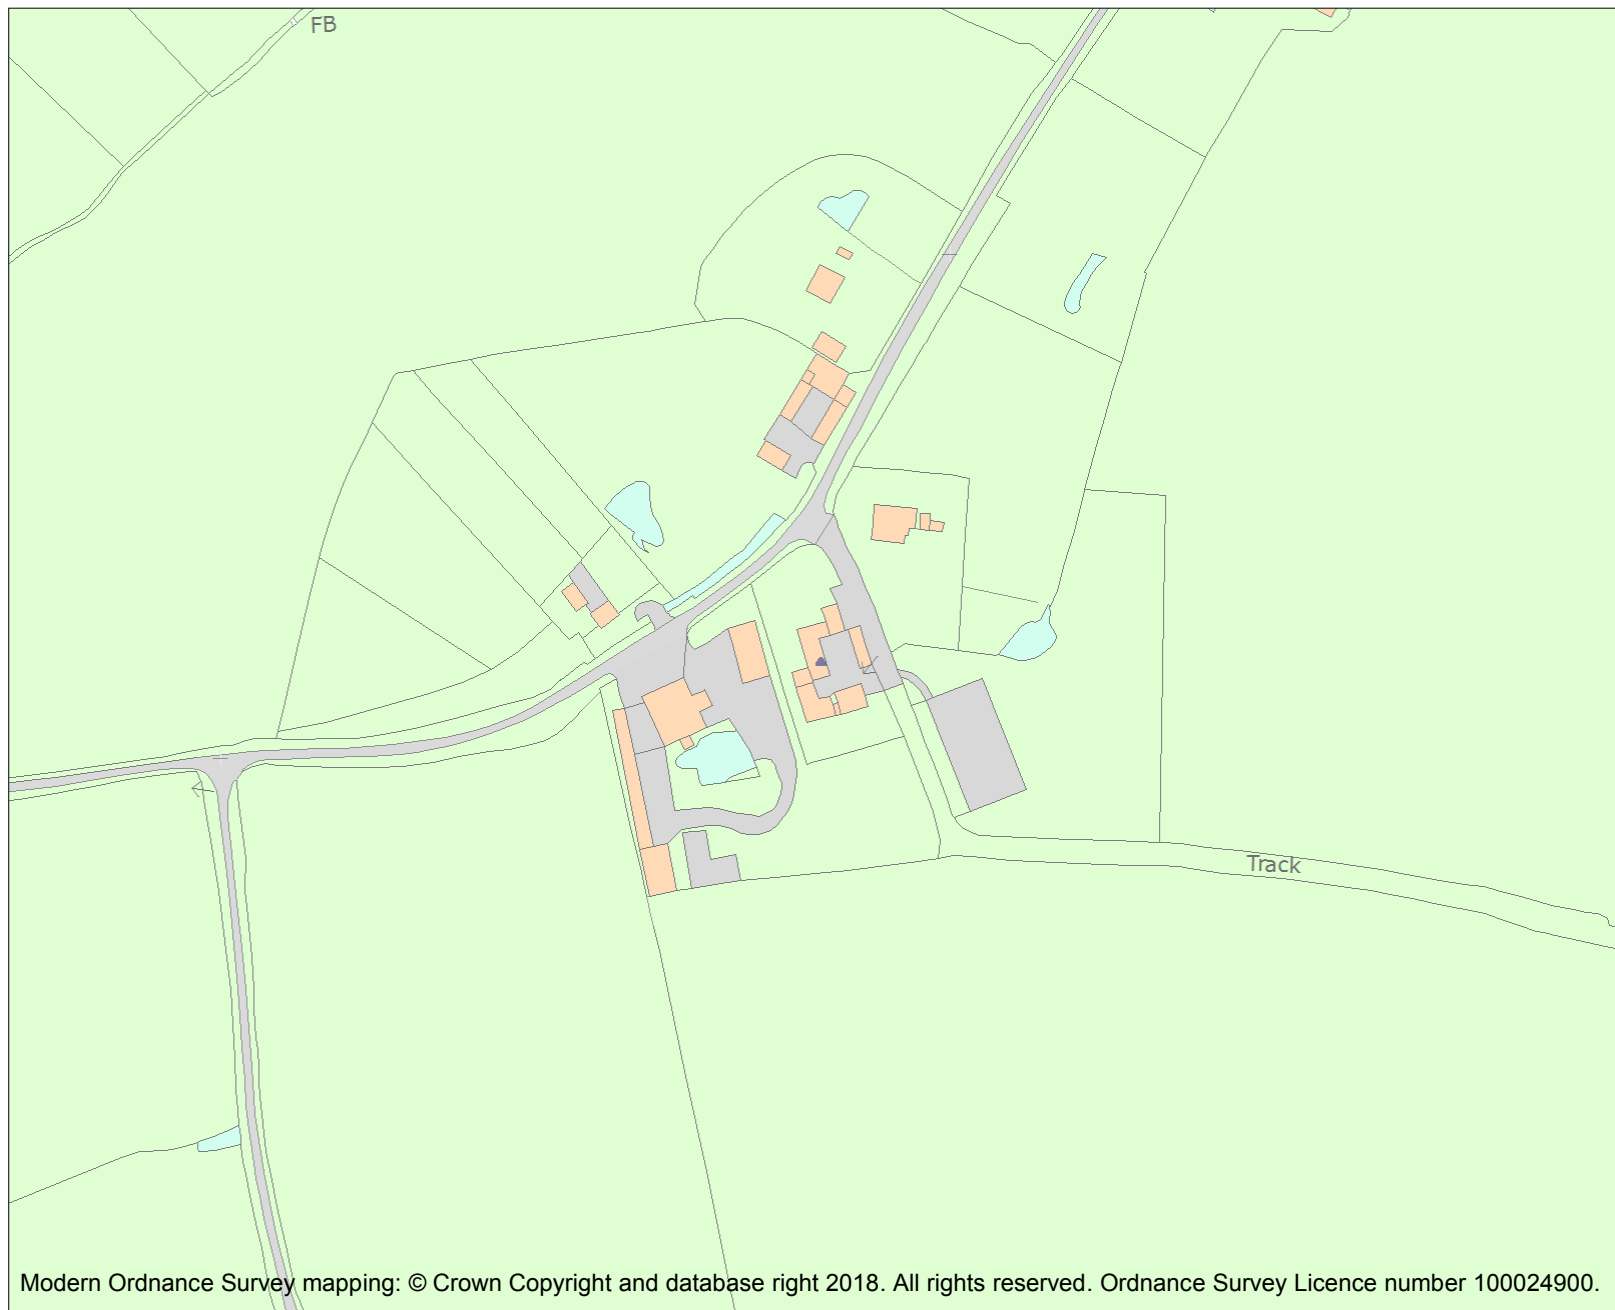 FB
Track
Modern Ordnance Survey mapping: © Crown Copyright and database right 2018. All rights reserved. Ordnance Survey Licence number 100024900.